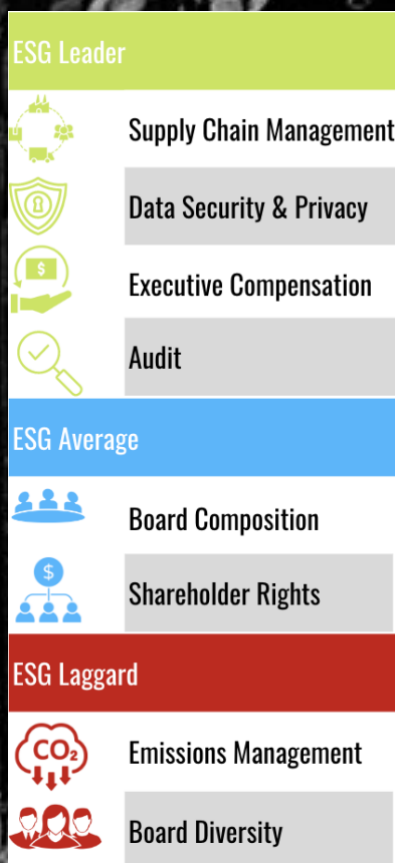 ESG Leader
Supply Chain Management
Data Security & Privacy
$
Executive Compensation
Audit
ESG Average
Board Composition
$
Shareholder Rights
ESG Laggard
CO₂
Emissions Management
Board Diversity